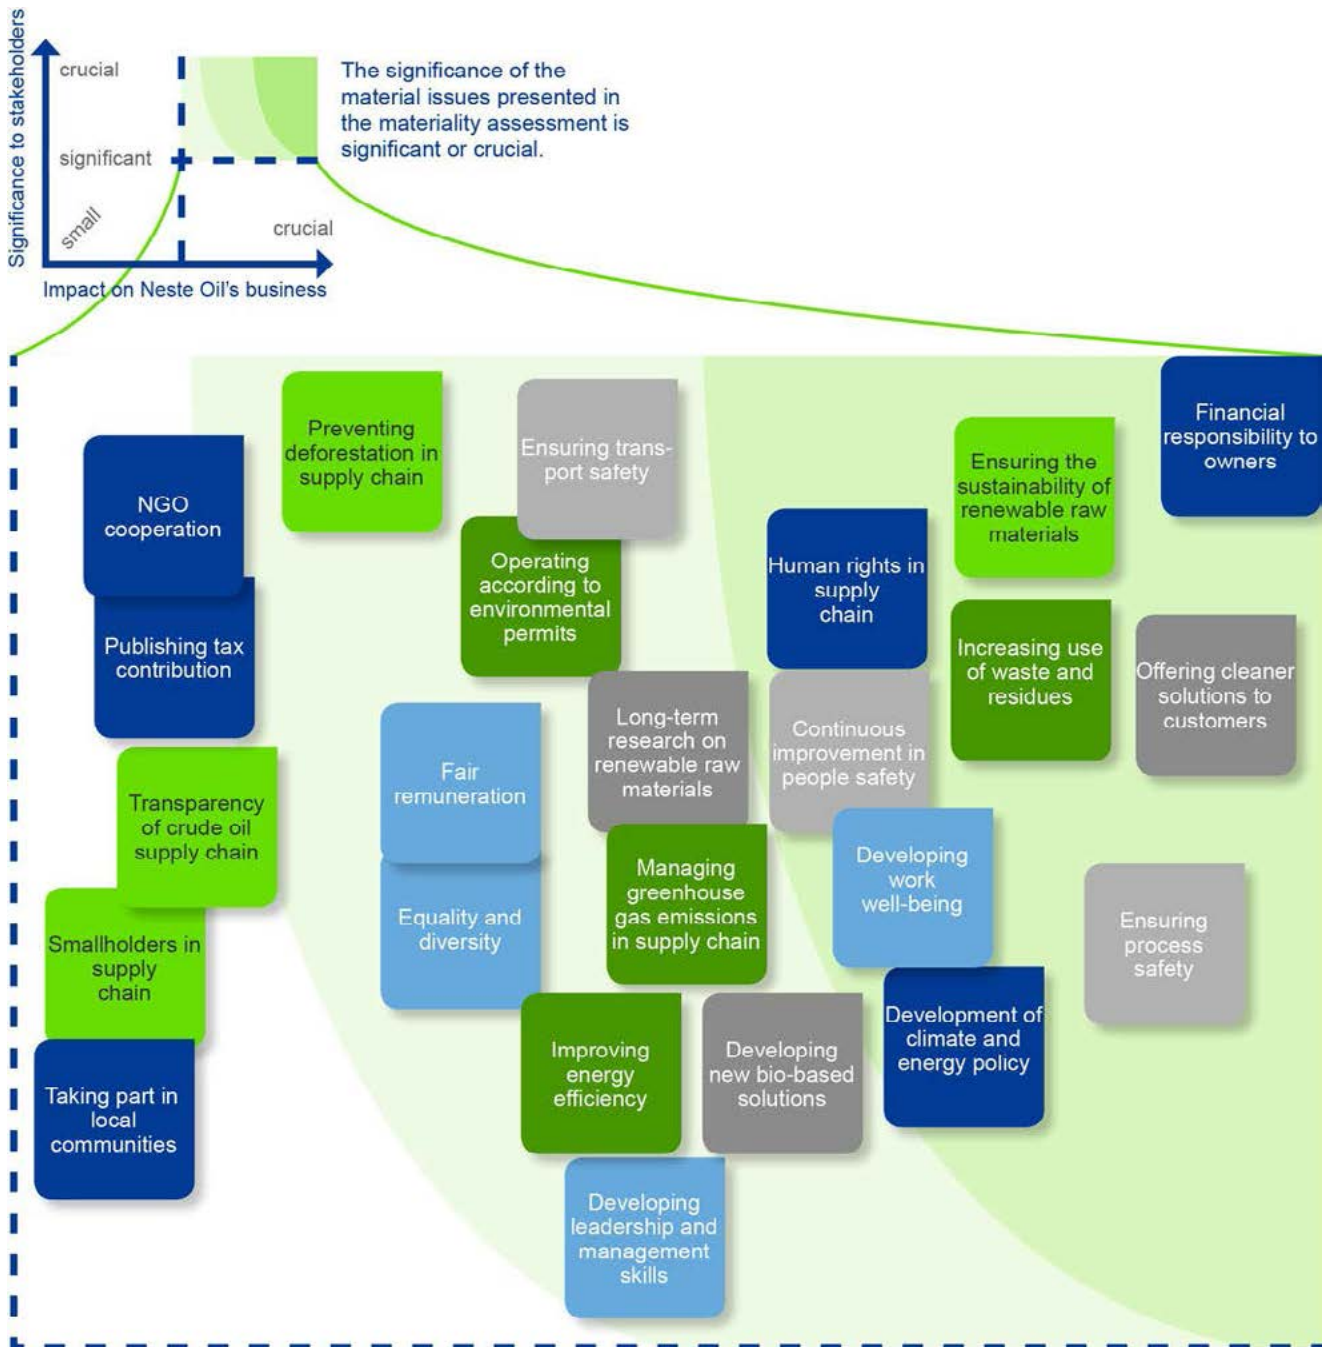 Significance to stakeholders
crucial
significant
small
crucial
Impact on Neste Oil's business
The significance of the
material issues presented in
the materiality assessment is
significant or crucial.
Financial
responsibility to
owners
Preventing
deforestation in
supply chain
Ensuring trans-
port safety
Ensuring the
sustainability of
renewable raw
materials
NGO
cooperation
Operating
according to
environmental
permits
Human rights in
supply
chain
Publishing tax
contribution
Increasing use
of waste and
residues
Offering cleaner
solutions to
customers
Long-term
research on
renewable raw
materials
Continuous
improvement in
people safety
Fair
remuneration
Transparency
of crude oil
supply chain
Managing
greenhouse
gas emissions
in supply chain
Developing
work
well-being
Equality and
diversity
Ensuring
process
safety
Smallholders in
supply
chain
Improving
energy
efficiency
Developing
new bio-based
solutions
Development of
climate and
energy policy
Taking part in
local
communities
Developing
leadership and
management
skills